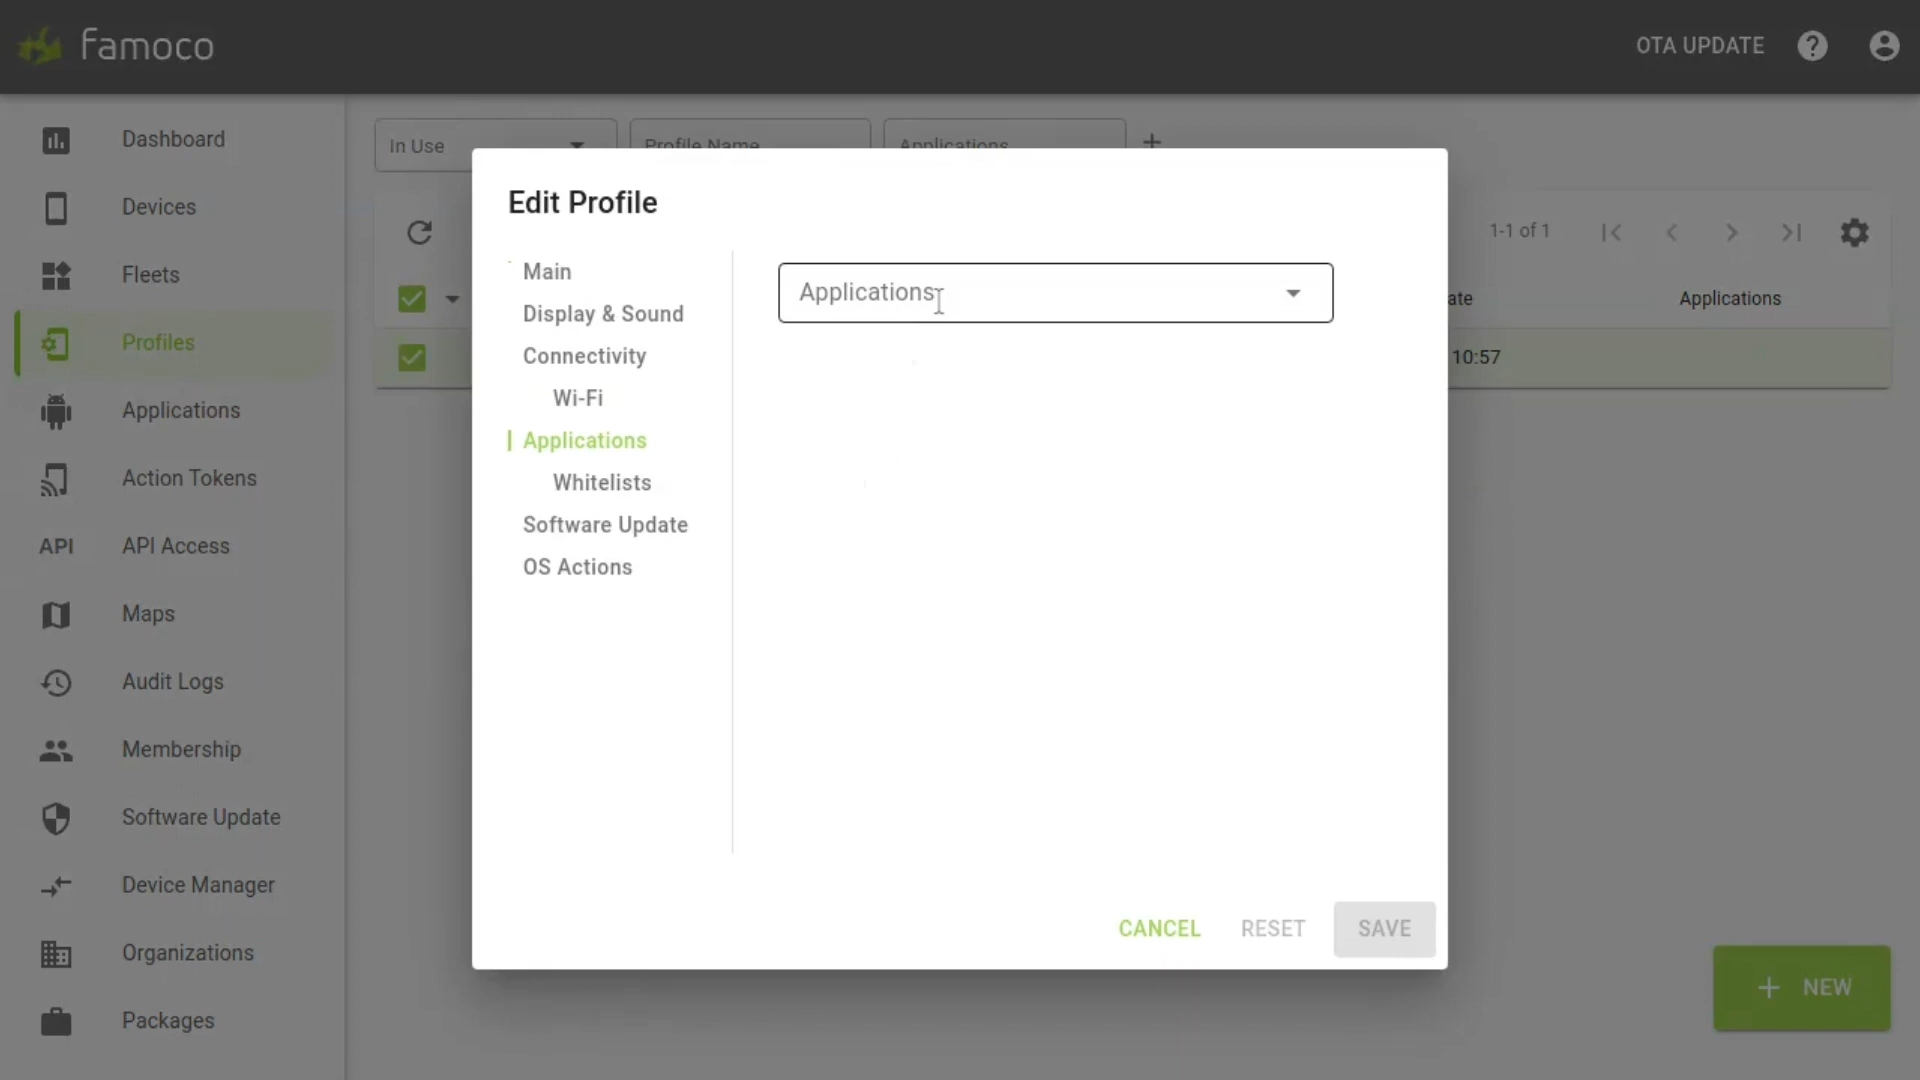 famoco
OTA UPDATE
Dashboard
Devices
Fleets
Profiles
Applications
Action Tokens
API API Access
Maps
Audit Logs
Membership
Software Update
Device Manager
Organizations
Packages
In Use
Profile Name
Applications
1-1 of 1
Applications
10:57
Edit Profile
Main
Display & Sound
Connectivity
Wi-Fi
Applications
Whitelists
Software Update
OS Actions
Applications
CANCEL RESET SAVE
+ NEW